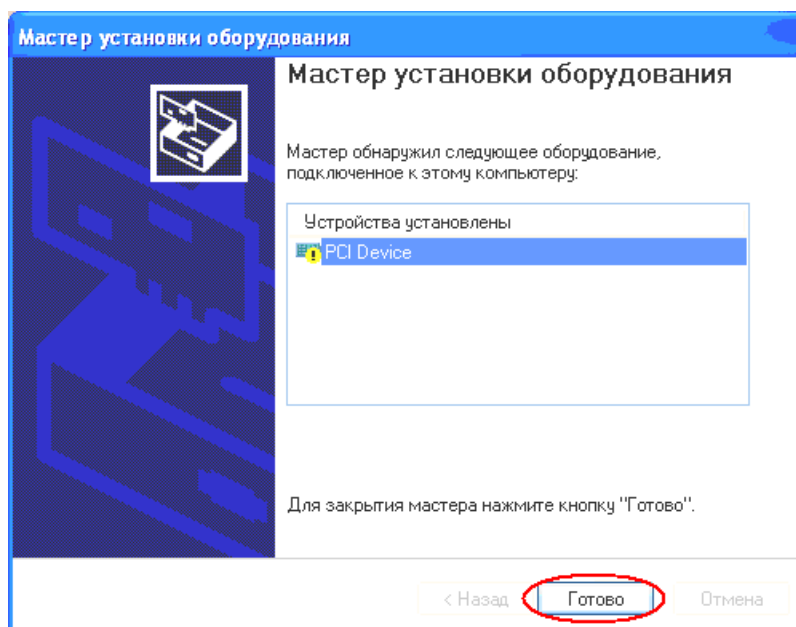 Мастер установки оборудования
Мастер установки оборудования
Мастер обнаружил следующее оборудование,
подключенное к этому компьютеру:
Устройства установлены
PCI Device
Для закрытия мастера нажмите кнопку "Готово".
< Назад Готово Отмена